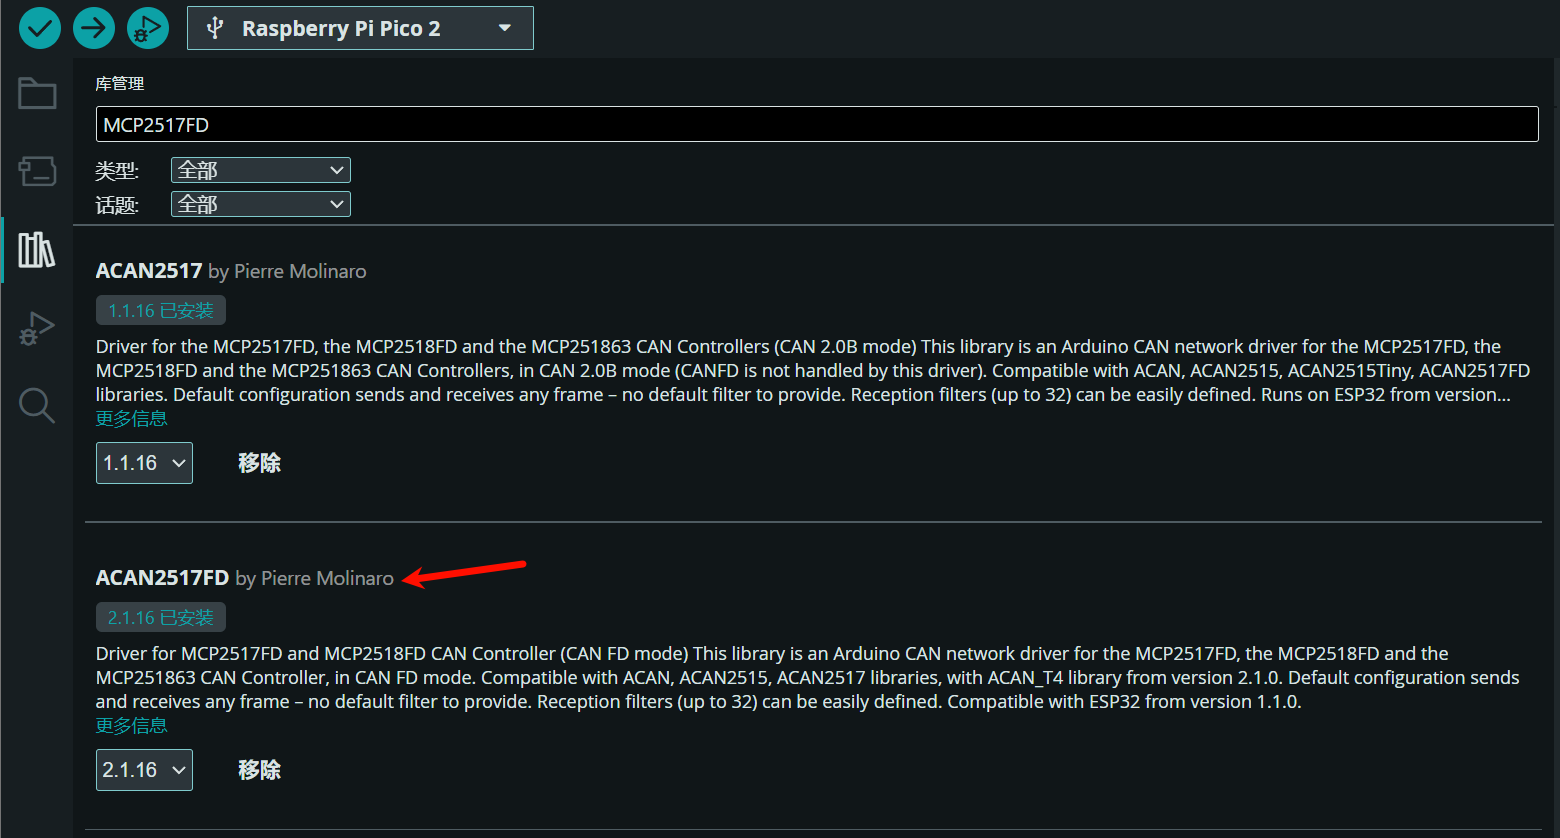 Raspberry Pi Pico 2
库管理
MCP2517FD
类型: 全部
话题: 全部
ACAN2517 by Pierre Molinaro
1.1.16 已安装
Driver for the MCP2517FD, the MCP2518FD and the MCP251863 CAN Controllers (CAN 2.0B mode) This library is an Arduino CAN network driver for the MCP2517FD, the
MCP2518FD and the MCP251863 CAN Controllers, in CAN 2.0B mode (CANFD is not handled by this driver). Compatible with ACAN, ACAN2515, ACAN2515Tiny, ACAN2517FD
libraries. Default configuration sends and receives any frame – no default filter to provide. Reception filters (up to 32) can be easily defined. Runs on ESP32 from version...
更多信息
1.1.16 移除
ACAN2517FD by Pierre Molinaro
2.1.16 已安装
Driver for MCP2517FD and MCP2518FD CAN Controller (CAN FD mode) This library is an Arduino CAN network driver for the MCP2517FD, the MCP2518FD and the
MCP251863 CAN Controller, in CAN FD mode. Compatible with ACAN, ACAN2515, ACAN2517 libraries, with ACAN_T4 library from version 2.1.0. Default configuration sends
and receives any frame – no default filter to provide. Reception filters (up to 32) can be easily defined. Compatible with ESP32 from version 1.1.0.
更多信息
2.1.16 移除